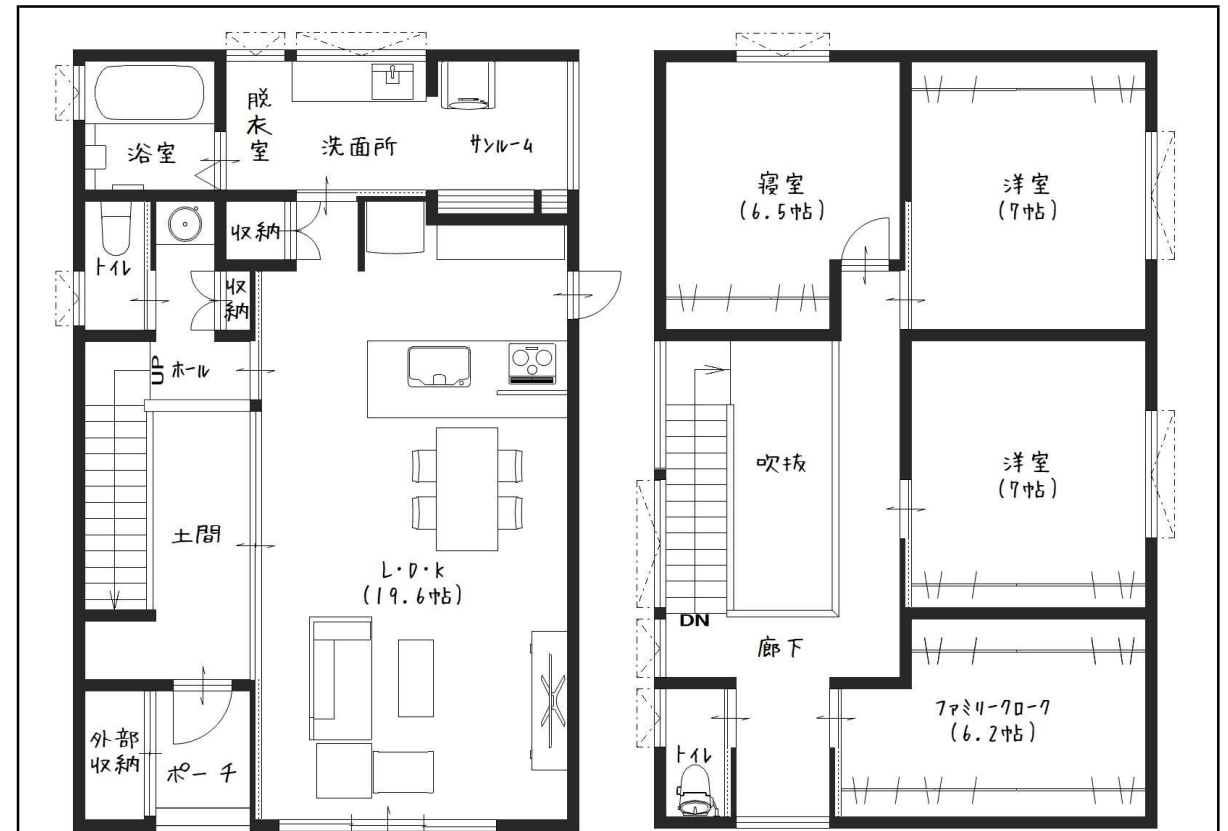 脱衣室
浴室
洗面所
サンルーム
トイレ
収納
収納
UP
ホール
土間
L・D・K
(19.6帖)
外部
収納
ポーチ
寝室
(6.5帖)
洋室
(7帖)
吹抜
洋室
(7帖)
DN
廊下
トイレ
ファミリークローク
(6.2帖)